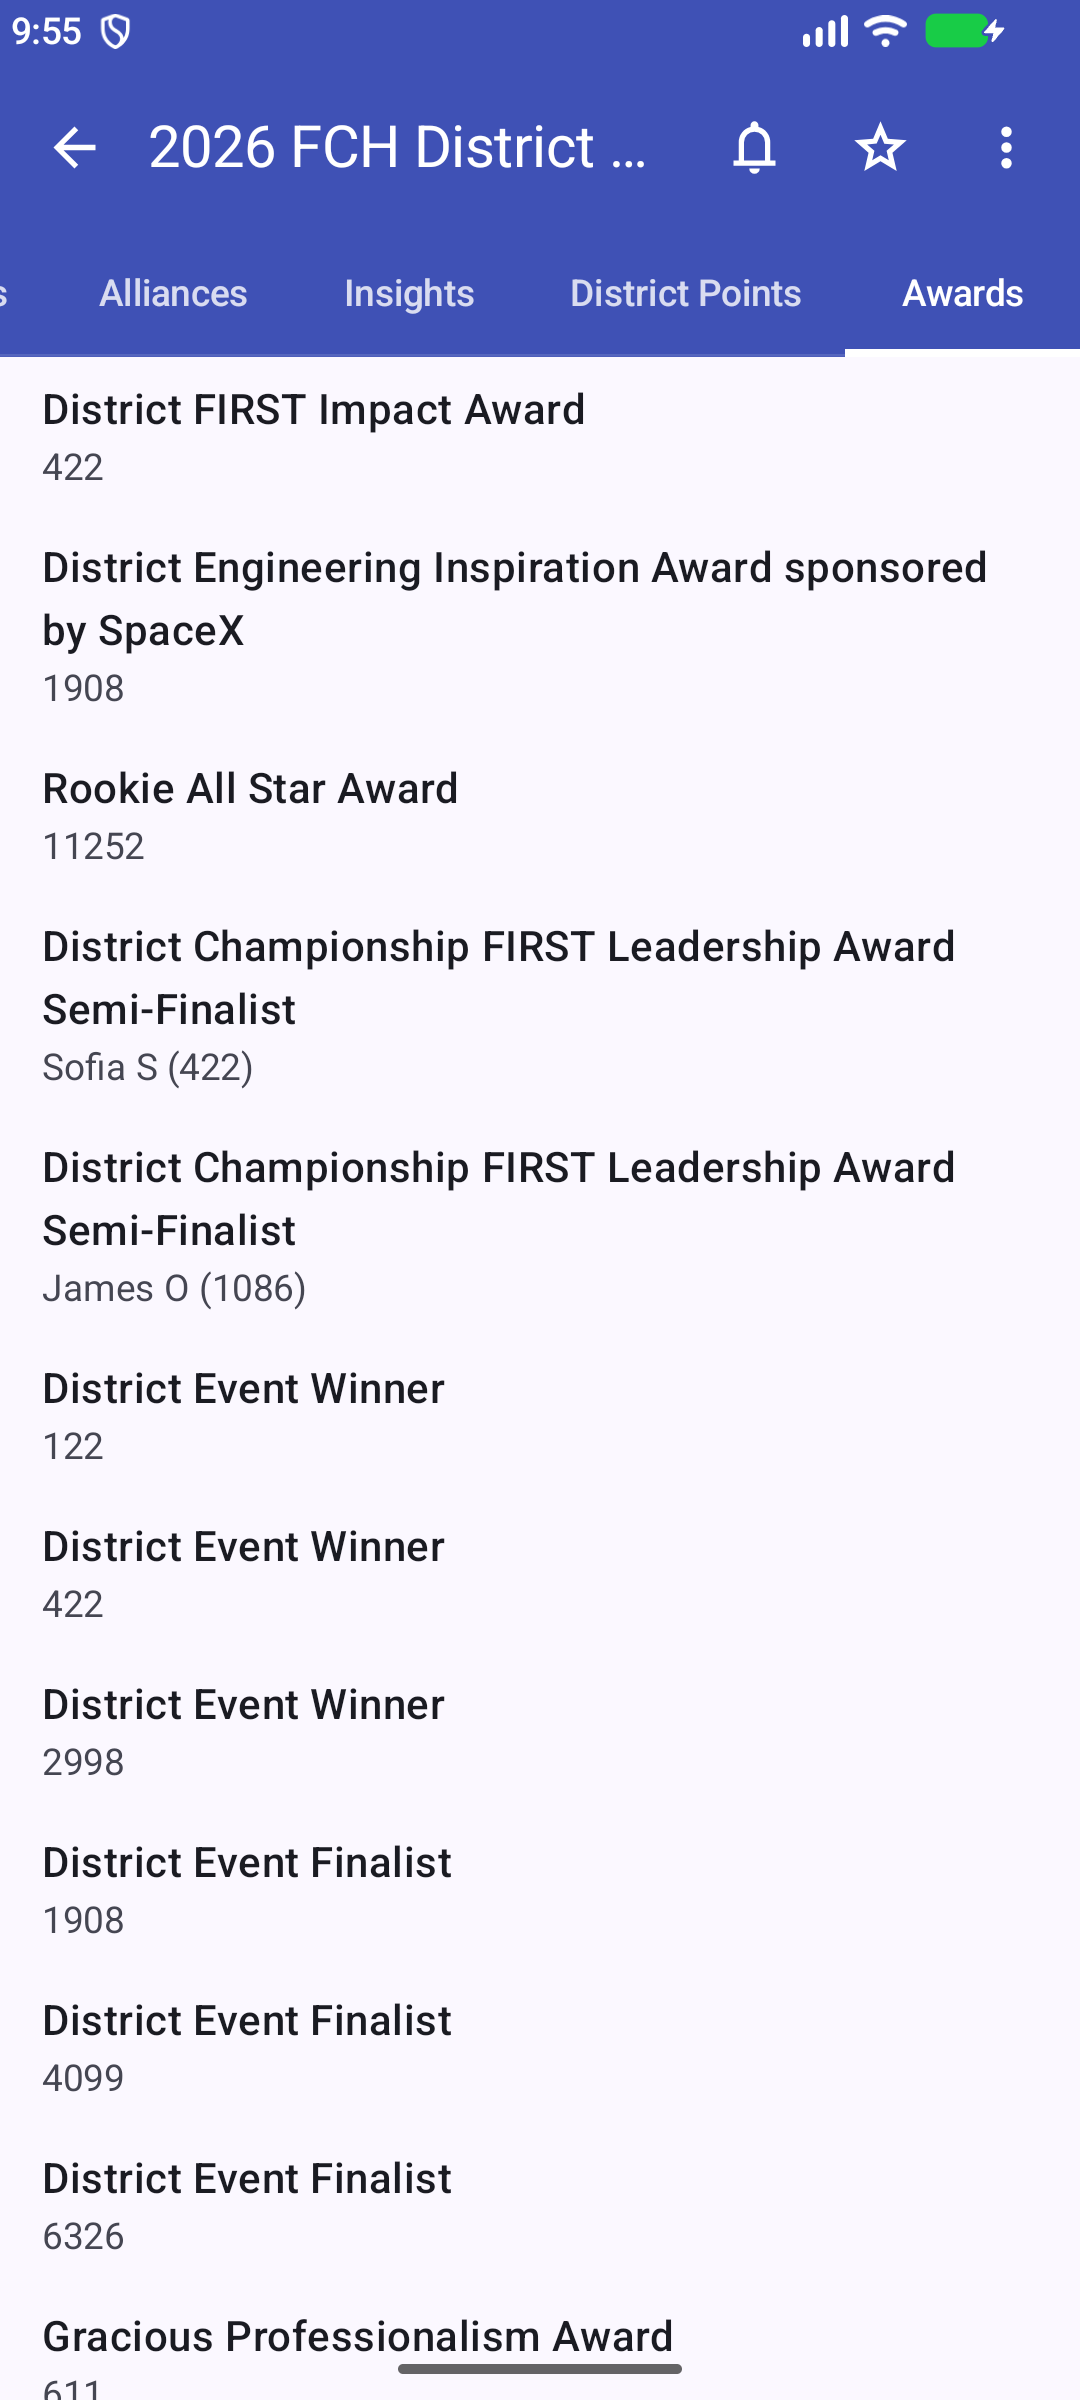 9:55
2026 FCH District ...
s
Alliances
Insights
District Points
Awards
District FIRST Impact Award
422
District Engineering Inspiration Award sponsored
by SpaceX
1908
Rookie All Star Award
11252
District Championship FIRST Leadership Award
Semi-Finalist
Sofia S (422)
District Championship FIRST Leadership Award
Semi-Finalist
James O (1086)
District Event Winner
122
District Event Winner
422
District Event Winner
2998
District Event Finalist
1908
District Event Finalist
4099
District Event Finalist
6326
Gracious Professionalism Award
611